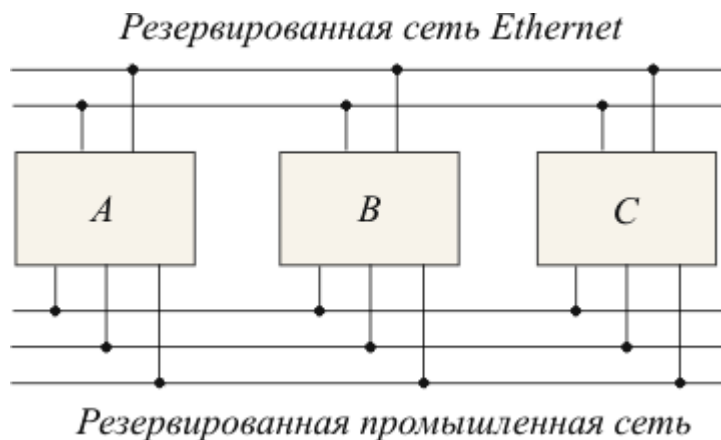 Резервированная сеть Ethernet
A
B
C
Резервированная промышленная сеть